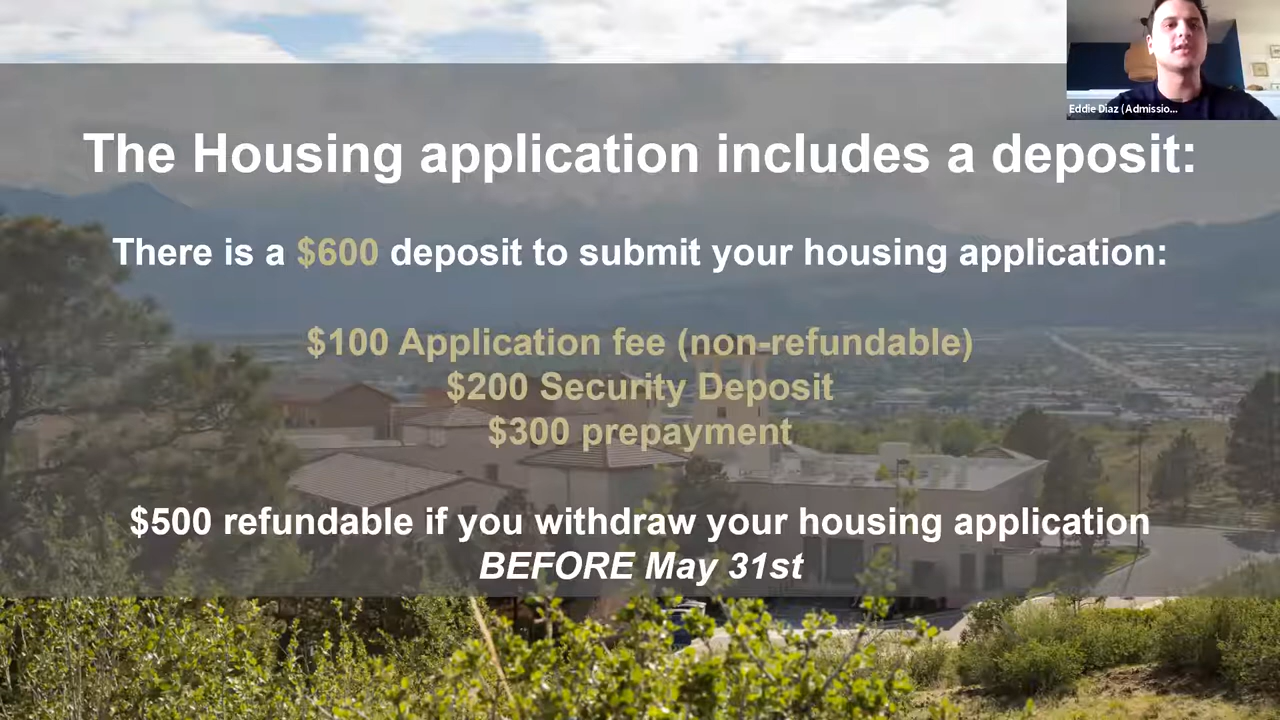 Eddie Diaz (Admissio...
The Housing application includes a deposit:
There is a $600 deposit to submit your housing application:
$100 Application fee (non-refundable)
$200 Security Deposit
$300 prepayment
$500 refundable if you withdraw your housing application
BEFORE May 31st